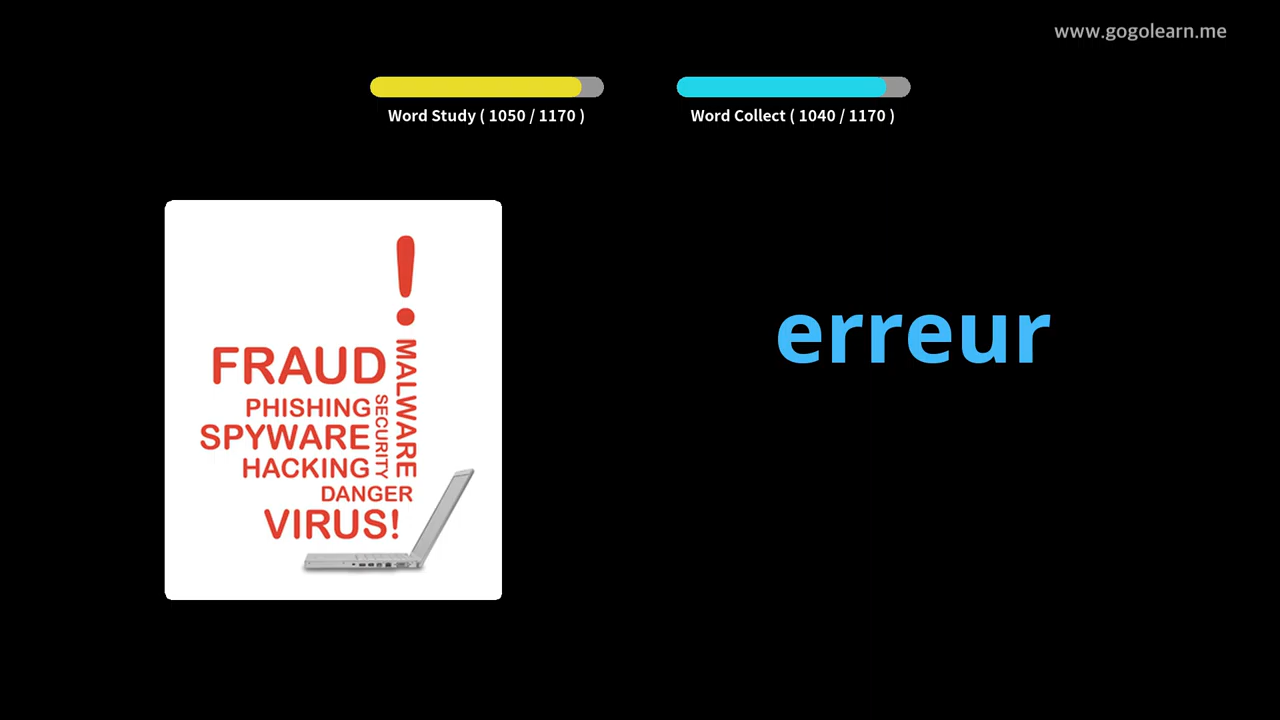 www.gogolearn.me
Word Study ( 1050 / 1170 )
Word Collect ( 1040 / 1170 )
!
MALWARE
FRAUD
SECURITY
PHISHING
SPYWARE
HACKING
DANGER
VIRUS!
erreur